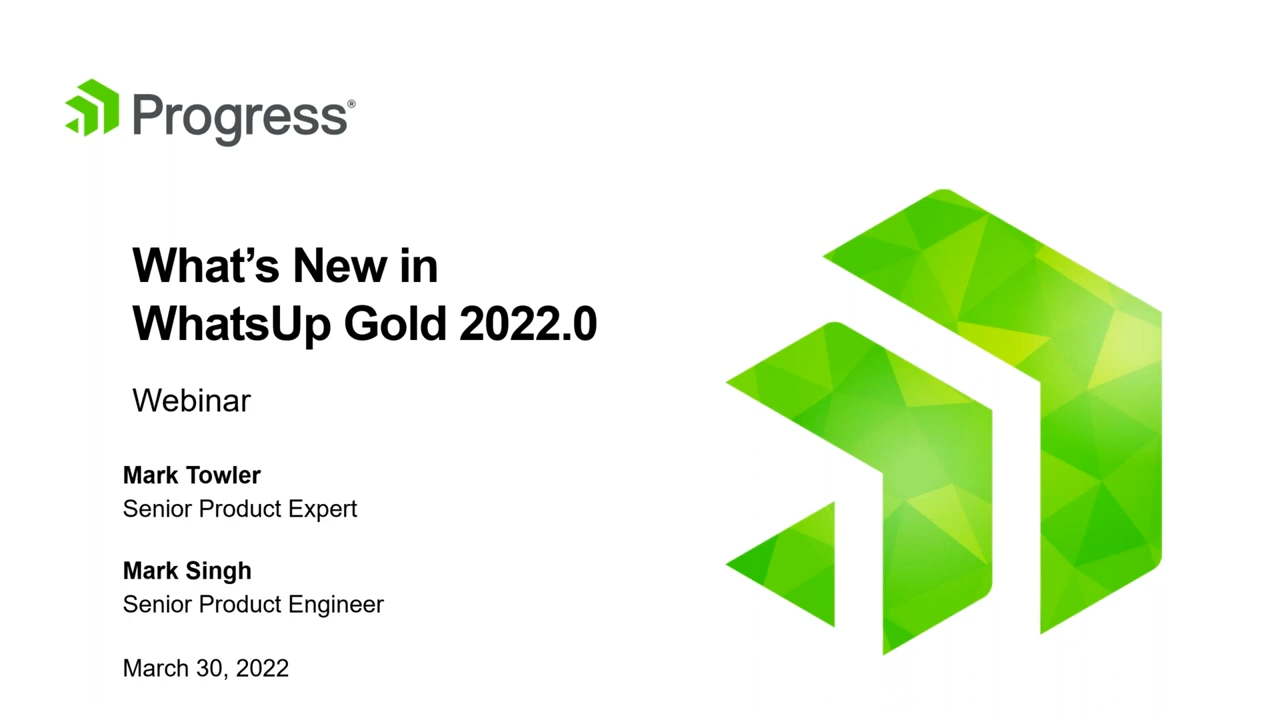 Progress®
What’s New in
WhatsUp Gold 2022.0
Webinar
Mark Towler
Senior Product Expert
Mark Singh
Senior Product Engineer
March 30, 2022